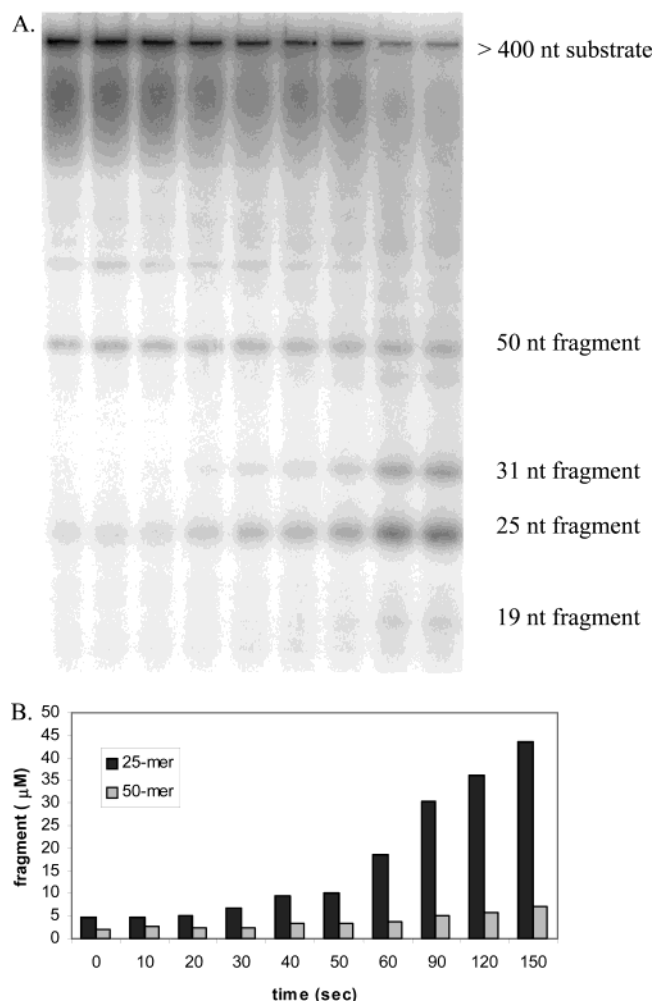 A.
> 400 nt substrate
50 nt fragment
31 nt fragment
25 nt fragment
19 nt fragment
B.
50
45
40
35
30
25
20
15
10
5
0
fragment ( μM)
25-mer
50-mer
0 10 20 30 40 50 60 90 120 150
time (sec)